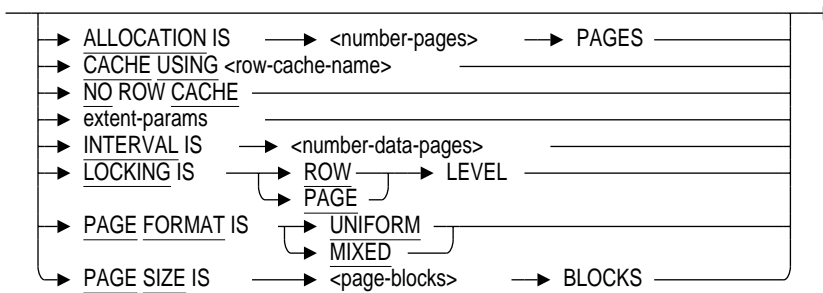 ALLOCATION IS <number-pages> PAGES
CACHE USING <row-cache-name>
NO ROW CACHE
extent-params
INTERVAL IS <number-data-pages>
LOCKING IS ROW LEVEL
PAGE
PAGE FORMAT IS UNIFORM
MIXED
PAGE SIZE IS <page-blocks> BLOCKS